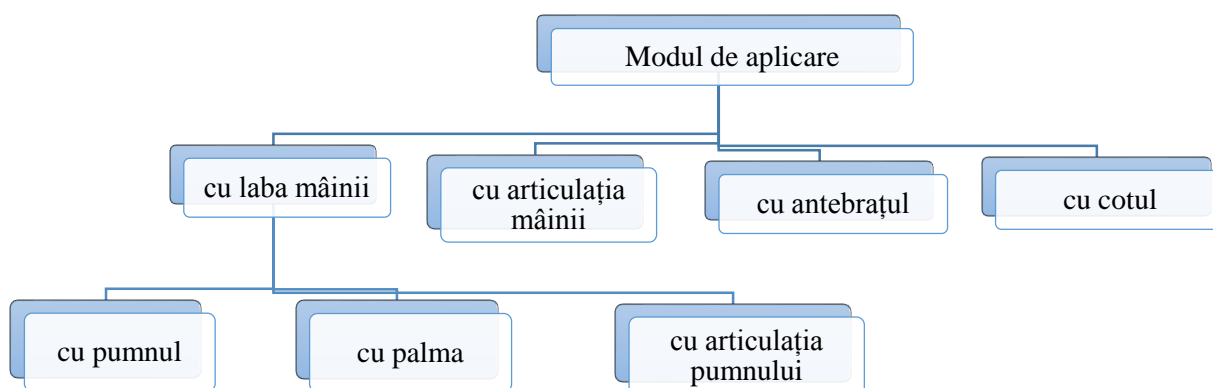 Modul de aplicare
cu laba mâinii
cu articulația
mâinii
cu antebrațul
cu cotul
cu pumnul
cu palma
cu articulația
pumnului